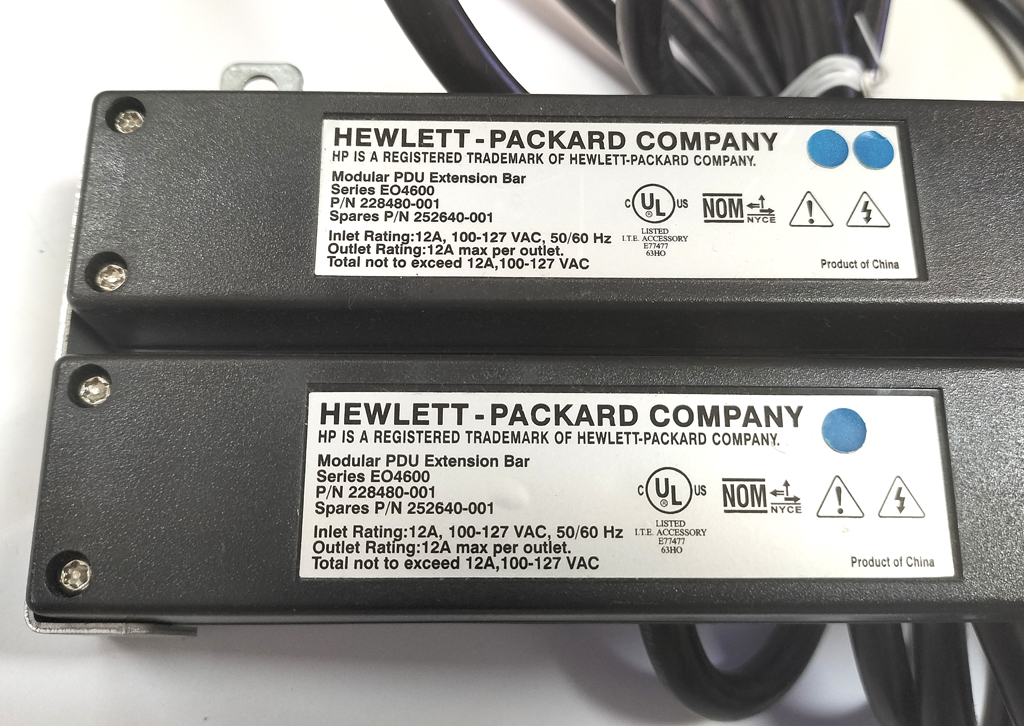 HEWLETT-PACKARD COMPANY
HP IS A REGISTERED TRADEMARK OF HEWLETT-PACKARD COMPANY.
Modular PDU Extension Bar
Series EO4600
P/N 228480-001
Spares P/N 252640-001
Inlet Rating:12A, 100-127 VAC, 50/60 Hz
Outlet Rating:12A max per outlet.
Total not to exceed 12A,100-127 VAC
C UL US
LISTED
I.T.E. ACCESSORY
E77477
63HO
NOM
NYCE
Product of China
HEWLETT-PACKARD COMPANY
HP IS A REGISTERED TRADEMARK OF HEWLETT-PACKARD COMPANY.
Modular PDU Extension Bar
Series EO4600
P/N 228480-001
Spares P/N 252640-001
Inlet Rating:12A, 100-127 VAC, 50/60 Hz
Outlet Rating:12A max per outlet.
Total not to exceed 12A,100-127 VAC
C UL US
LISTED
I.T.E. ACCESSORY
E77477
63HO
NOM
NYCE
Product of China